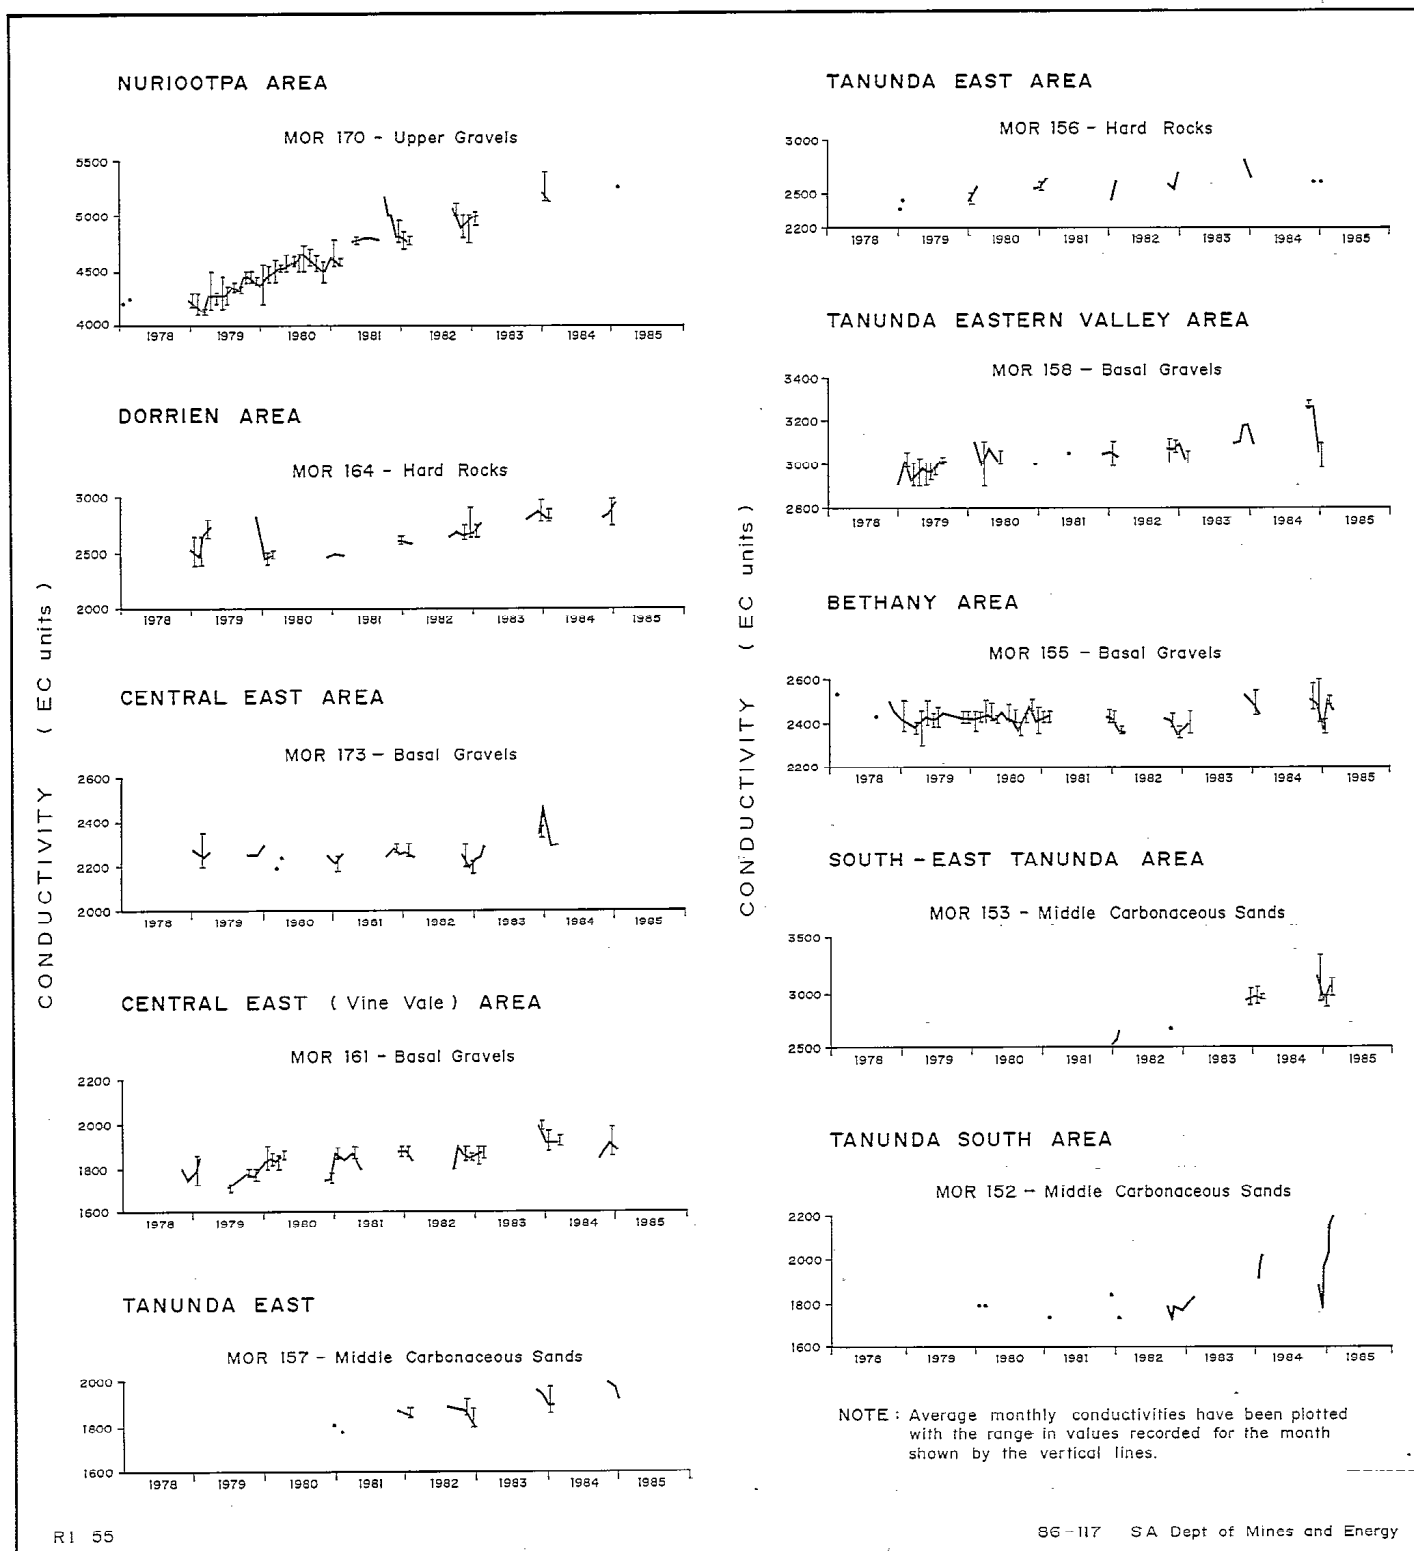 NURIOOTPA AREA
MOR 170 - Upper Gravels
5500
5000
4500
4000
1978 1979 1980 1981 1982 1983 1984 1985
DORRIEN AREA
MOR 164 - Hard Rocks
3000
2500
2000
1978 1979 1980 1981 1982 1983 1984 1985
CENTRAL EAST AREA
MOR 173 - Basal Gravels
2600
2400
2200
2000
1978 1979 1980 1981 1982 1983 1984 1985
CENTRAL EAST (Vine Vale) AREA
MOR 161 - Basal Gravels
2200
2000
1800
1600
1978 1979 1980 1981 1982 1983 1984 1985
TANUNDA EAST
MOR 157 - Middle Carbonaceous Sands
2000
1800
1600
1978 1979 1980 1981 1982 1983 1984 1985
CONDUCTIVITY (EC units)
TANUNDA EAST AREA
MOR 156 - Hard Rocks
3000
2500
2200
1978 1979 1980 1981 1982 1983 1984 1985
TANUNDA EASTERN VALLEY AREA
MOR 158 - Basal Gravels
3400
3200
3000
2800
1978 1979 1980 1981 1982 1983 1984 1985
BETHANY AREA
MOR 155 - Basal Gravels
2600
2400
2200
1978 1979 1980 1981 1982 1983 1984 1985
SOUTH-EAST TANUNDA AREA
MOR 153 - Middle Carbonaceous Sands
3500
3000
2500
1978 1979 1980 1981 1982 1983 1984 1985
TANUNDA SOUTH AREA
MOR 152 - Middle Carbonaceous Sands
2200
2000
1800
1600
1978 1979 1980 1981 1982 1983 1984 1985
CONDUCTIVITY (EC units)
NOTE: Average monthly conductivities have been plotted
with the range in values recorded for the month
shown by the vertical lines.
RI 55
86-117 SA Dept of Mines and Energy